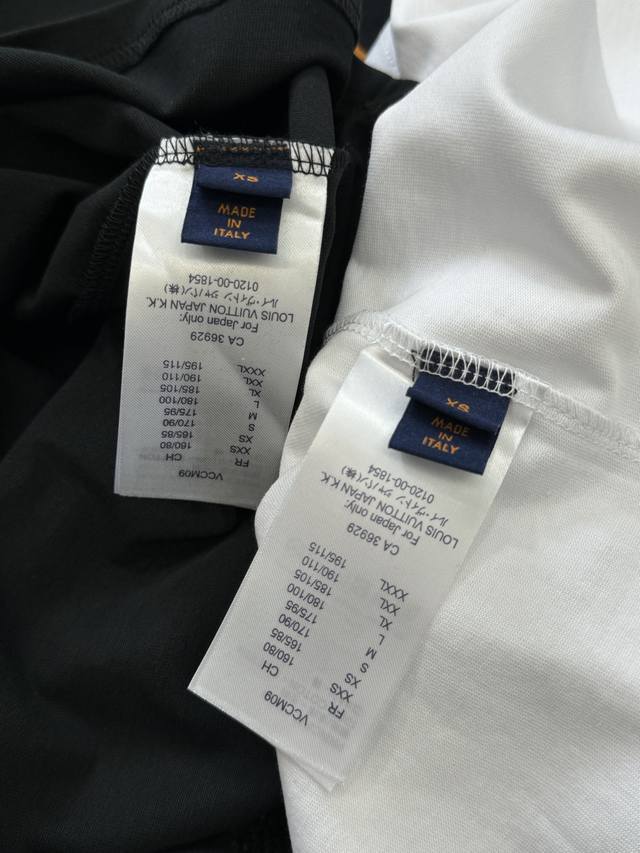 XS
MADE
IN
ITALY
VCCM09
FR CH
XXS 160/80
XS 165/85
S 170/90
M 175/95
L 180/100
XL 185/105
XXL 190/110
XXXL 195/115
CA 36929
For Japan only:
LOUIS VUITTON JAPAN K.K.
ルイ・ヴィトン ジャパン(株)
0120-00-1854
XS
MADE
IN
ITALY
VCCM09
FR CH
XXS 160/80
XS 165/85
S 170/90
M 175/95
L 180/100
XL 185/105
XXL 190/110
XXXL 195/115
CA 36929
For Japan only:
LOUIS VUITTON JAPAN K.K.
ルイ・ヴィトン ジャパン(株)
0120-00-1854